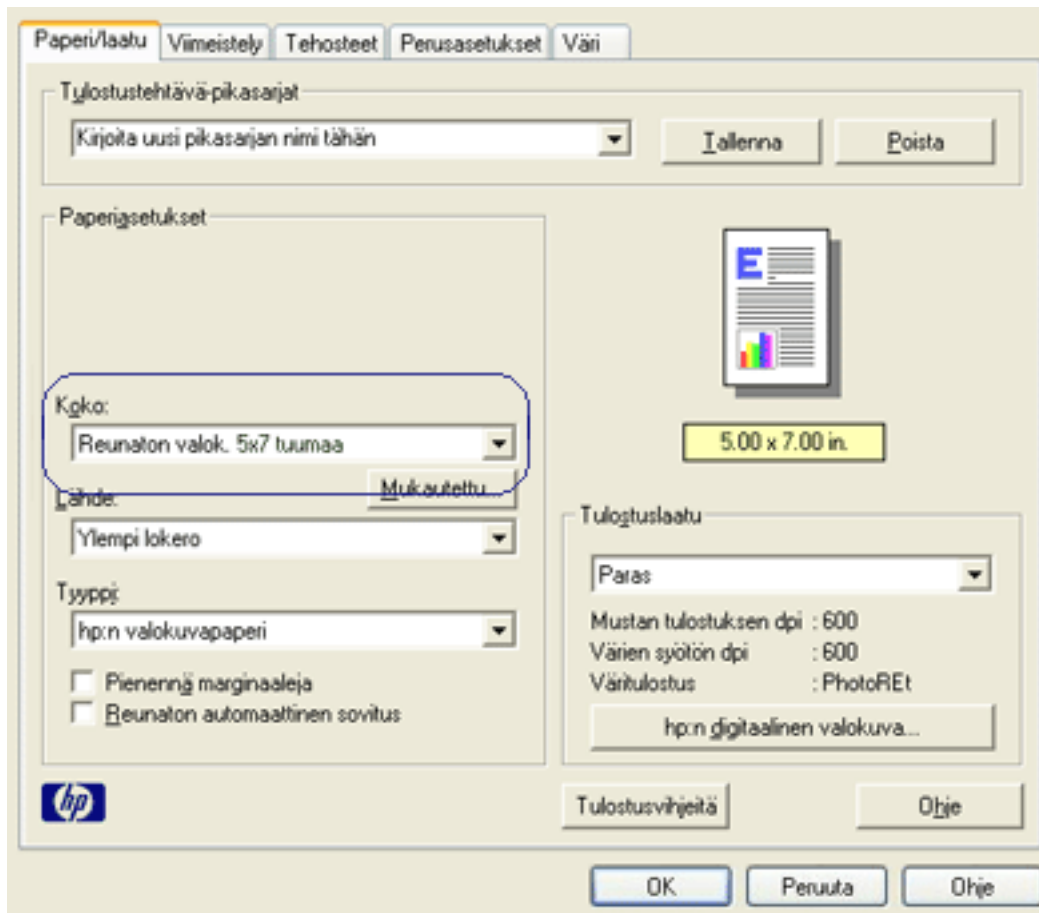 Paperi/laatu Viimeistely Tehosteet Perusasetukset Väri
Tulostustehtävä-pikasarjat
Kirjoita uusi pikasarjan nimi tähän
Tallenna Poista
Paperiasetukset
E
Koko:
Reunaton valok. 5x7 tuumaa
5.00 x 7.00 in.
Mukautettu...
Lähde:
Ylempi lokero
Tyyppi:
hp:n valokuvapaperi
Pienennä marginaaleja
Reunaton automaattinen sovitus
Tulostuslaatu
Paras
Mustan tulostuksen dpi : 600
Värien syötön dpi : 600
Väritulostus : PhotoREt
hp:n digitaalinen valokuva...
hp
Tulostusvihjeitä Ohje
OK Peruuta Ohje